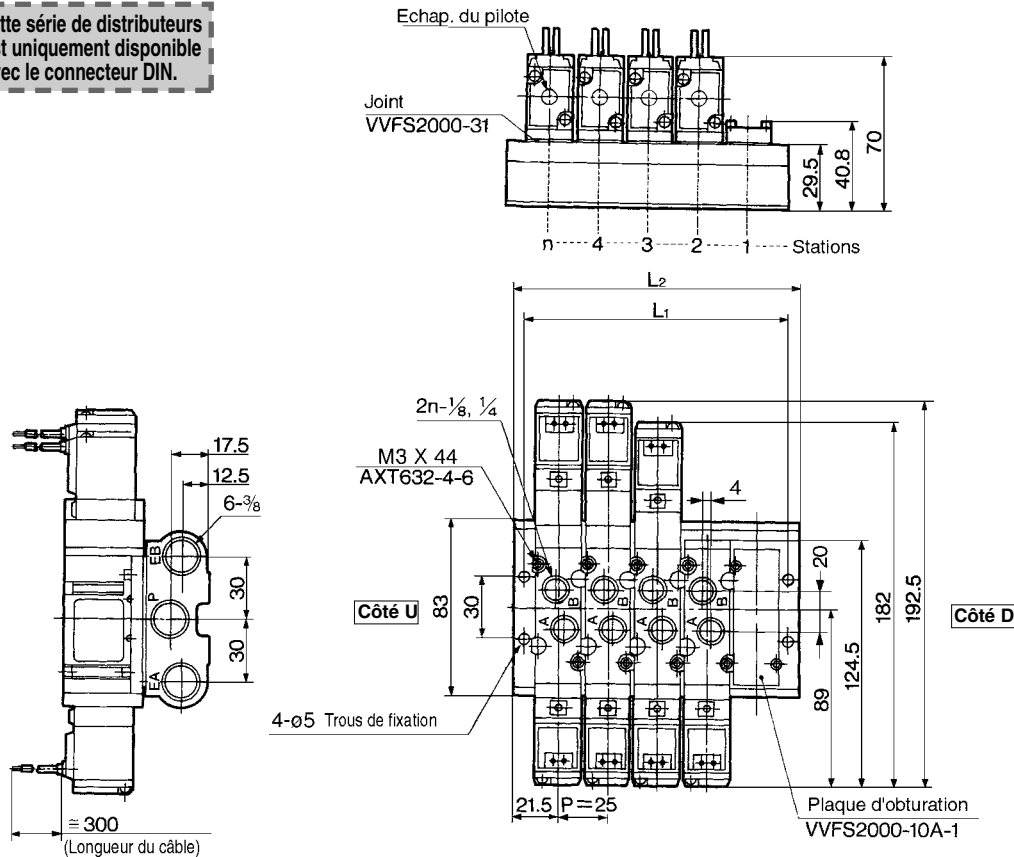 tte série de distributeurs
t uniquement disponible
ec le connecteur DIN.
Echap. du pilote
Joint
VVFS2000-31
29.5
40.8
70
n 4 3 2 1 Stations
L₂
L₁
2n-⅛, ¼
M3 X 44
AXT632-4-6
17.5
12.5
6-⅜
4
EB
P
EA
30
30
Côté U
83
30
B B B B
A A A A
20
89
124.5
182
192.5
Côté D
4-ø5 Trous de fixation
21.5 P=25
Plaque d'obturation
VVFS2000-10A-1
≅300
(Longueur du câble)